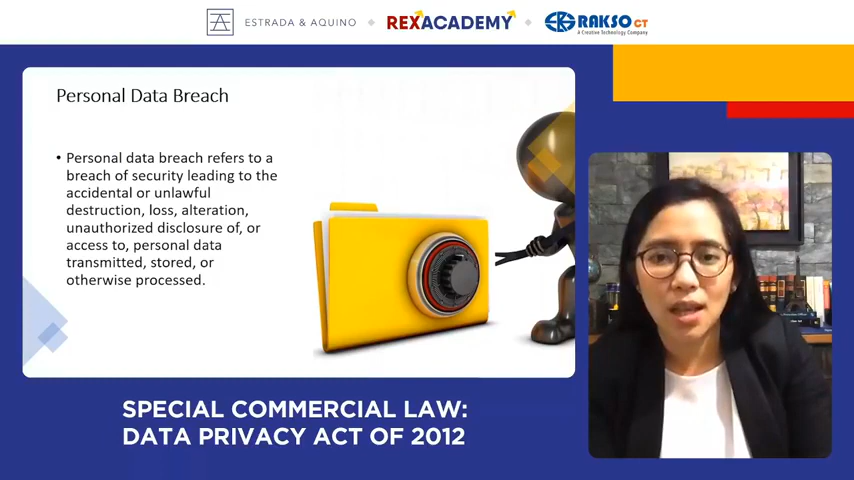 ESTRADA & AQUINO
REXACADEMY
RAKSO CT
A Creative Technology Company
Personal Data Breach
• Personal data breach refers to a
breach of security leading to the
accidental or unlawful
destruction, loss, alteration,
unauthorized disclosure of, or
access to, personal data
transmitted, stored, or
otherwise processed.
SPECIAL COMMERCIAL LAW:
DATA PRIVACY ACT OF 2012